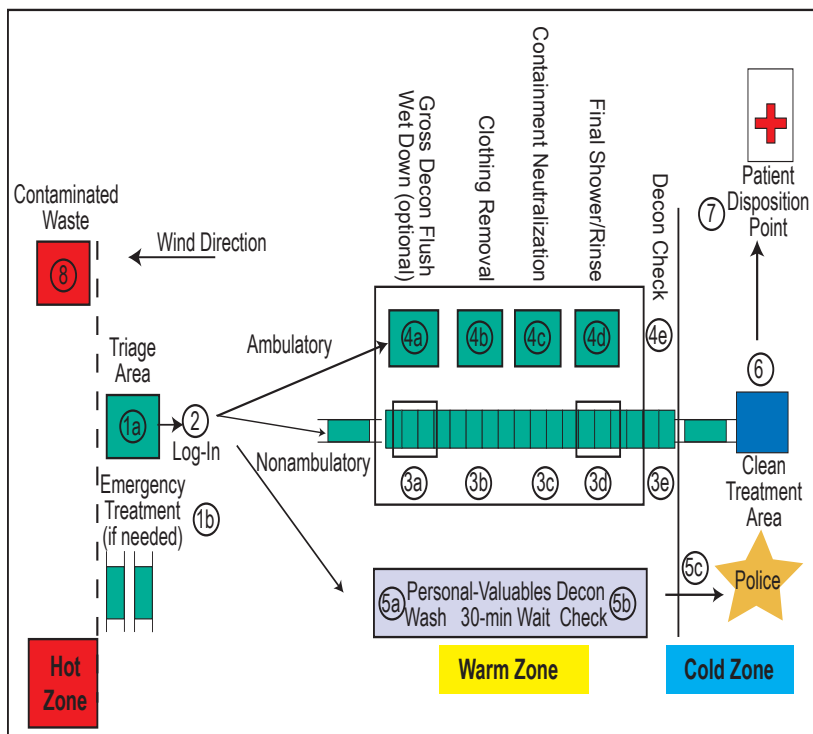 Gross Decon Flush
Wet Down (optional)
Clothing Removal
Containment Neutralization
Final Shower/Rinse
Decon Check
Patient
Disposition
Point
7
Contaminated
Waste
8
Wind Direction
4a
4b
4c
4d
4e
Ambulatory
Triage
Area
1a
2
Log-In
Nonambulatory
6
Clean
Treatment
Area
3a
3b
3c
3d
3e
Emergency
Treatment
(if needed)
1b
5a
Personal-Valuables Decon
Wash 30-min Wait Check
5b
5c
Police
Hot
Zone
Warm Zone
Cold Zone